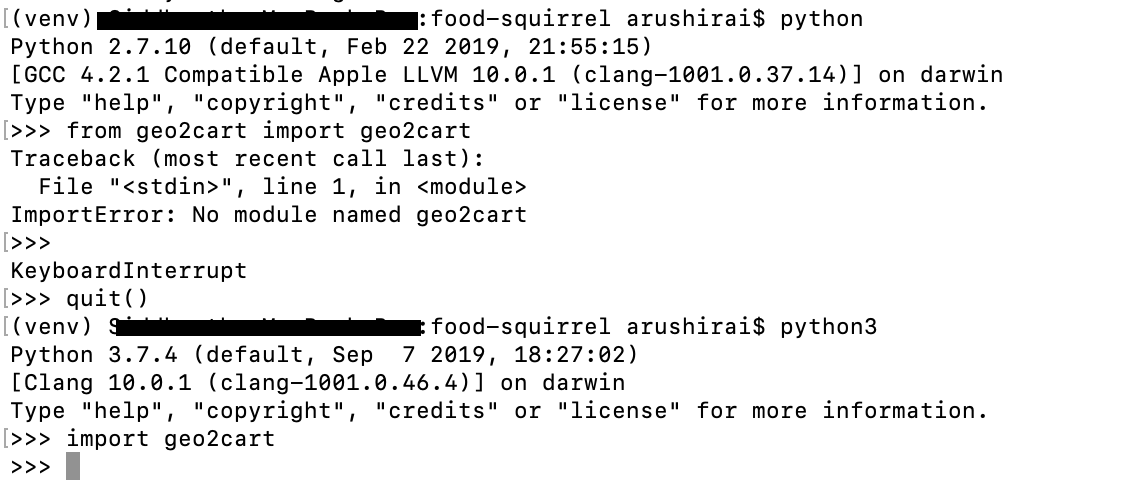 [(venv) :food-squirrel arushirai$ python
Python 2.7.10 (default, Feb 22 2019, 21:55:15)
[GCC 4.2.1 Compatible Apple LLVM 10.0.1 (clang-1001.0.37.14)] on darwin
Type "help", "copyright", "credits" or "license" for more information.
[>>> from geo2cart import geo2cart
Traceback (most recent call last):
  File "<stdin>", line 1, in <module>
ImportError: No module named geo2cart
[>>>
KeyboardInterrupt
[>>> quit()
[(venv) :food-squirrel arushirai$ python3
Python 3.7.4 (default, Sep  7 2019, 18:27:02)
[Clang 10.0.1 (clang-1001.0.46.4)] on darwin
Type "help", "copyright", "credits" or "license" for more information.
[>>> import geo2cart
>>>